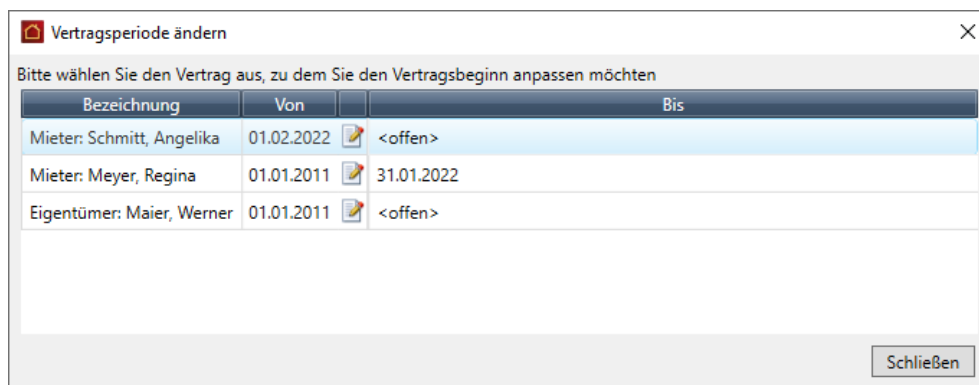 Vertragsperiode ändern
Bitte wählen Sie den Vertrag aus, zu dem Sie den Vertragsbeginn anpassen möchten
Bezeichnung Von Bis
Mieter: Schmitt, Angelika 01.02.2022 <offen>
Mieter: Meyer, Regina 01.01.2011 31.01.2022
Eigentümer: Maier, Werner 01.01.2011 <offen>
Schließen